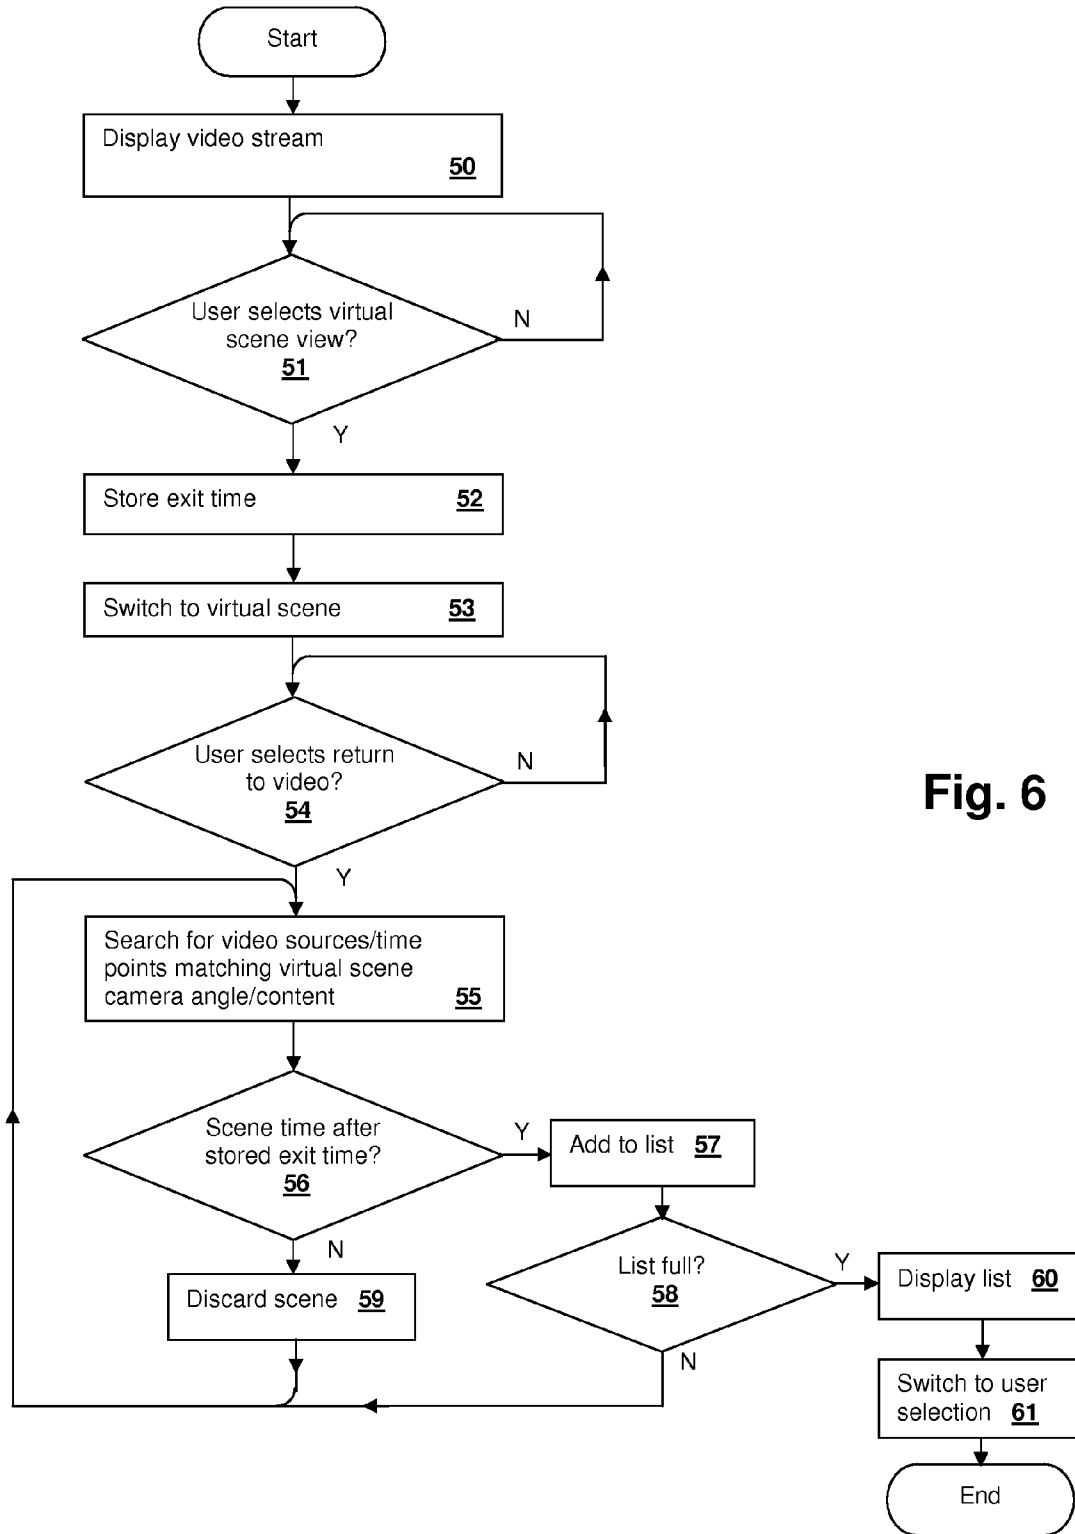 Start
Display video stream
50
User selects virtual
scene view?
51
N
Y
Store exit time 52
Switch to virtual scene 53
User selects return
to video?
54
N
Fig. 6
Y
Search for video sources/time
points matching virtual scene
camera angle/content 55
Scene time after
stored exit time?
56
Y
Add to list 57
N
List full?
58
Y
Display list 60
Discard scene 59
N
Switch to user
selection 61
End